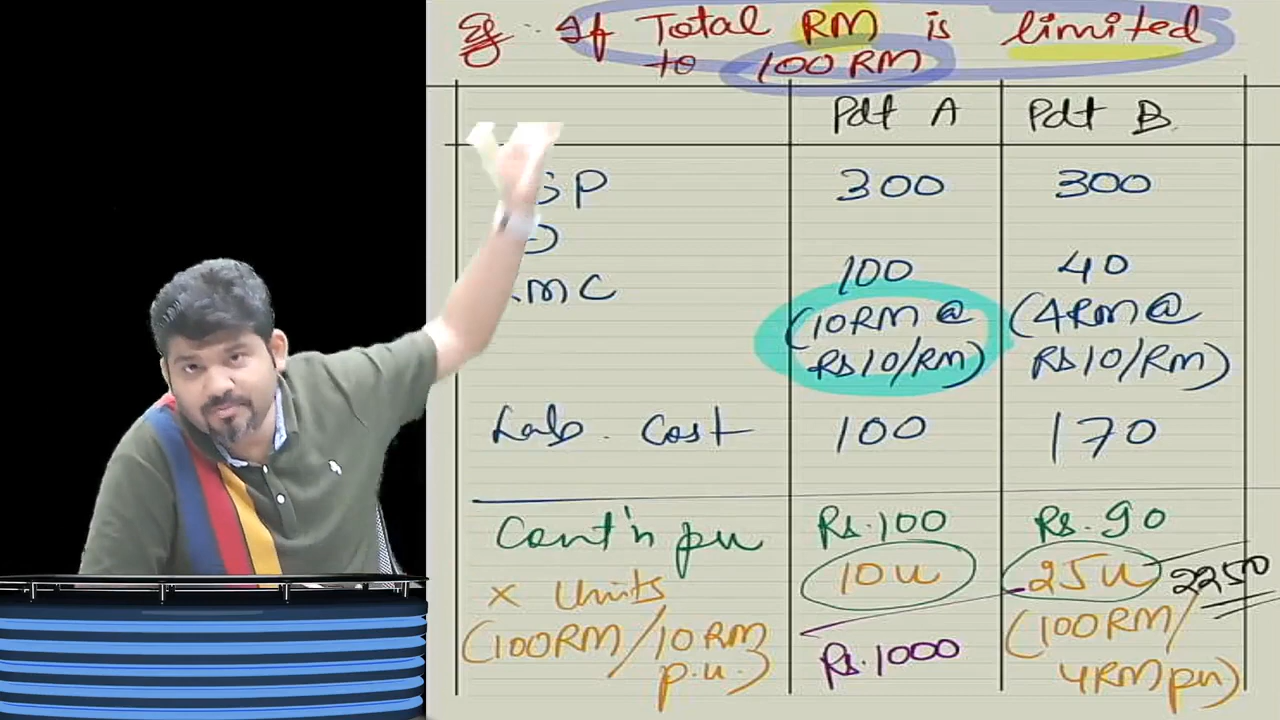 Eg: If Total RM is limited
to 100 RM
Pdt A Pdt B
SP 300 300
(-)
RMC 100 40
(10RM @ (4RM @
Rs10/RM) Rs10/RM)
Lab. Cost 100 170
Cont'n pu Rs.100 Rs.90
x Units 10u 25u 2250
(100RM/10RM (100RM/
p.u.) Rs.1000 4RM pu)